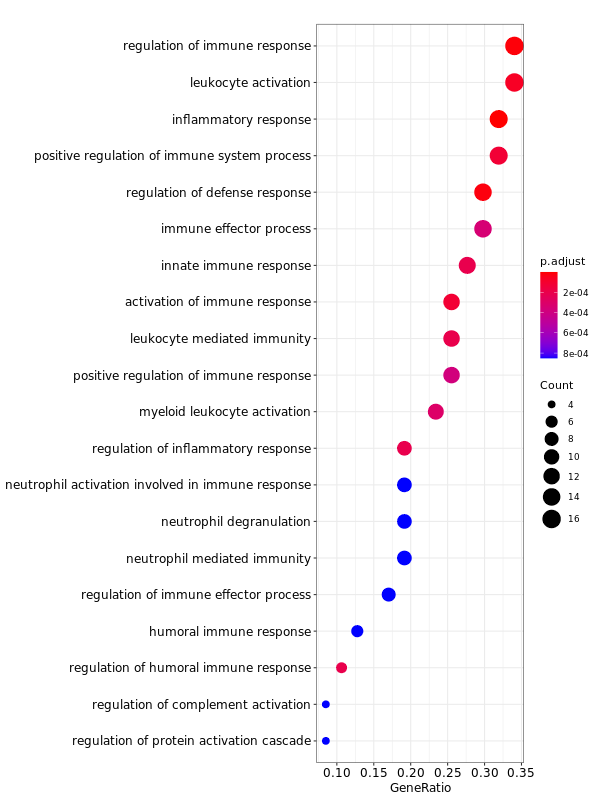 regulation of immune response
leukocyte activation
inflammatory response
positive regulation of immune system process
regulation of defense response
immune effector process
innate immune response
activation of immune response
leukocyte mediated immunity
positive regulation of immune response
myeloid leukocyte activation
regulation of inflammatory response
neutrophil activation involved in immune response
neutrophil degranulation
neutrophil mediated immunity
regulation of immune effector process
humoral immune response
regulation of humoral immune response
regulation of complement activation
regulation of protein activation cascade
0.10 0.15 0.20 0.25 0.30 0.35
GeneRatio
p.adjust
2e-04
4e-04
6e-04
8e-04
Count
4
6
8
10
12
14
16